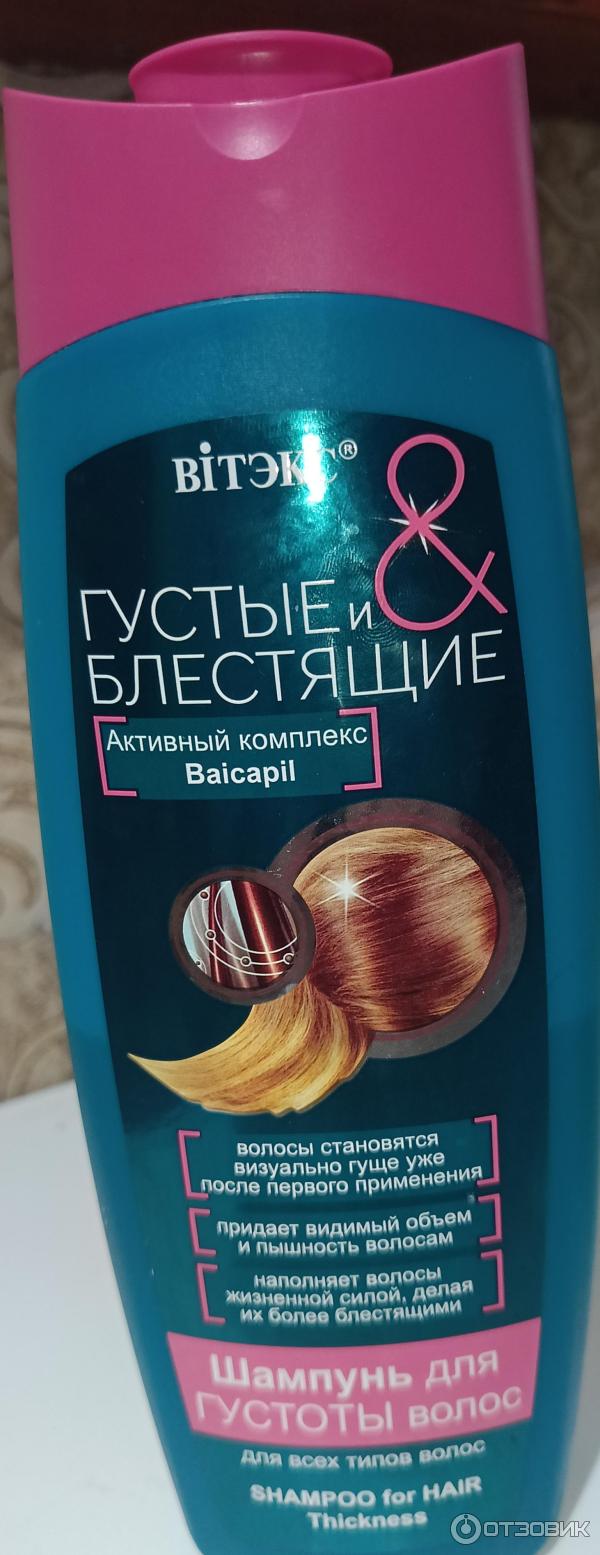 ВІТЭКС®
ГУСТЫЕ и &
БЛЕСТЯЩИЕ
Активный комплекс
Baicapil
волосы становятся
визуально гуще уже
после первого применения
придает видимый объем
и пышность волосам
наполняет волосы
жизненной силой, делая
их более блестящими
Шампунь для
ГУСТОТЫ волос
для всех типов волос
SHAMPOO for HAIR
Thickness
ОТЗОВИК